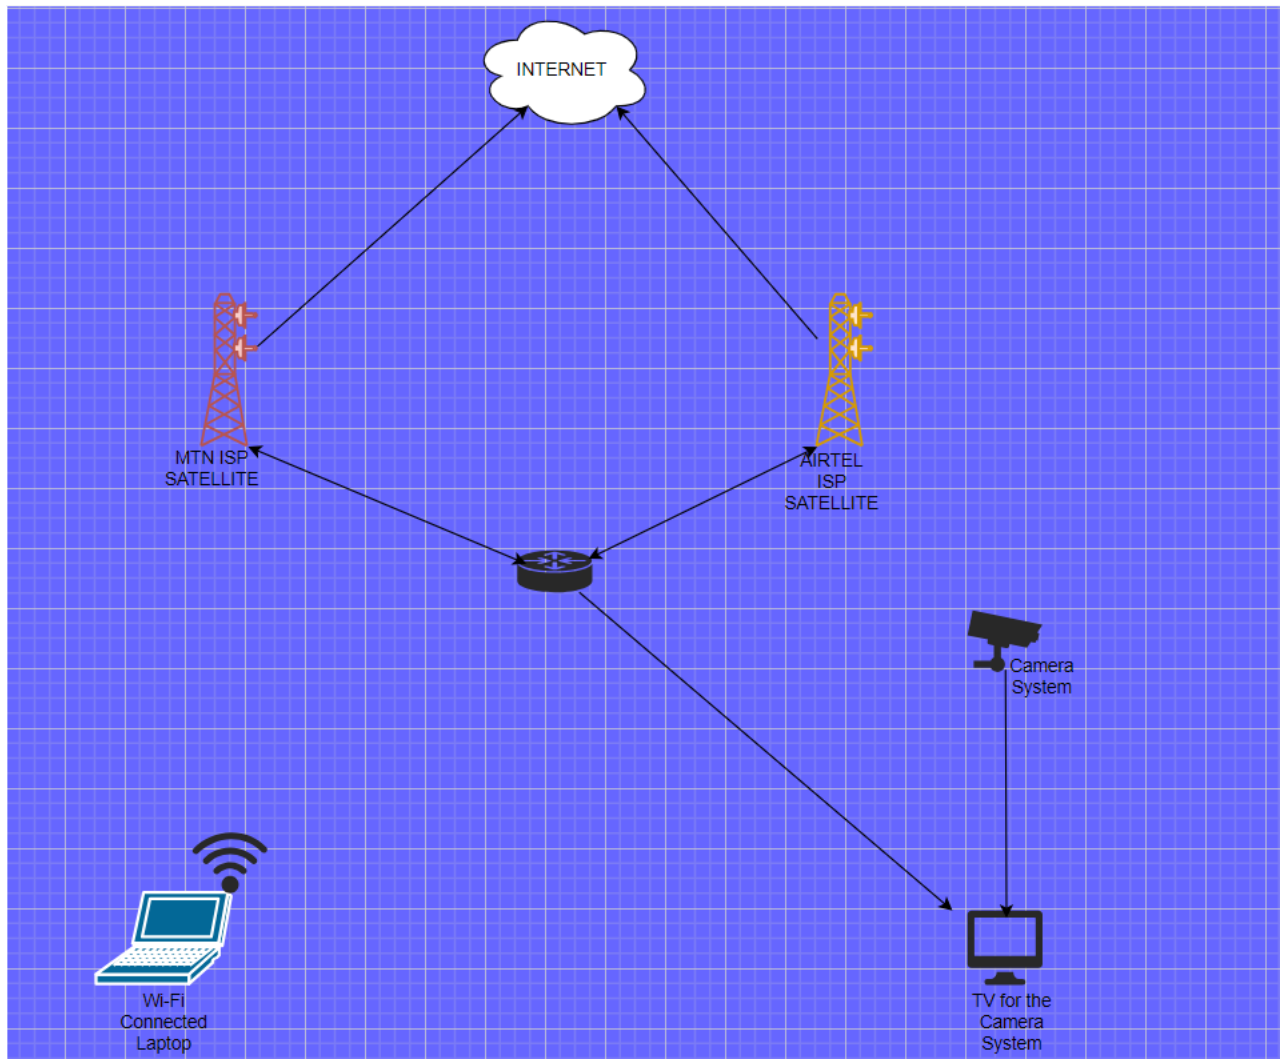 INTERNET
MTN ISP
SATELLITE
AIRTEL
ISP
SATELLITE
Camera
System
Wi-Fi
Connected
Laptop
TV for the
Camera
System